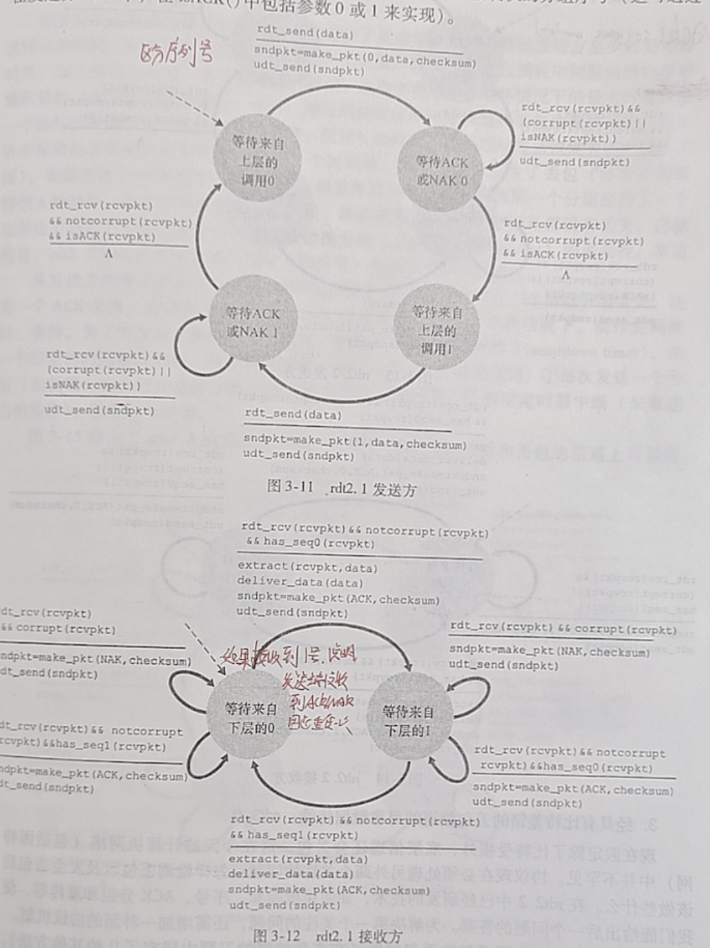 中包括参数0 或1来实现)。
区分序列号
rdt_send(data)
sndpkt=make_pkt(0,data,checksum)
udt_send(sndpkt)
等待来自
上层的
调用0
等待ACK
或NAK 0
rdt_rcv(rcvpkt)&&
(corrupt(rcvpkt)||
isNAK(rcvpkt))
udt_send(sndpkt)
rdt_rcv(rcvpkt)
&& notcorrupt(rcvpkt)
&& isACK(rcvpkt)
Λ
rdt_rcv(rcvpkt)
&& notcorrupt(rcvpkt)
&& isACK(rcvpkt)
Λ
等待ACK
或NAK 1
等待来自
上层的
调用1
rdt_rcv(rcvpkt)&&
(corrupt(rcvpkt)||
isNAK(rcvpkt))
udt_send(sndpkt)
rdt_send(data)
sndpkt=make_pkt(1,data,checksum)
udt_send(sndpkt)
图 3-11 rdt2.1 发送方
rdt_rcv(rcvpkt)&& notcorrupt(rcvpkt)
&& has_seq0(rcvpkt)
extract(rcvpkt,data)
deliver_data(data)
sndpkt=make_pkt(ACK,checksum)
udt_send(sndpkt)
dt_rcv(rcvpkt)
&& corrupt(rcvpkt)
ndpkt=make_pkt(NAK,checksum)
dt_send(sndpkt)
rdt_rcv(rcvpkt) && corrupt(rcvpkt)
sndpkt=make_pkt(NAK,checksum)
udt_send(sndpkt)
如果接收到1号,说明
发送端没收
到ACK/NAK
等待来自
下层的0
等待来自
下层的1
dt_rcv(rcvpkt)&& notcorrupt
rcvpkt)&&has_seq1(rcvpkt)
ndpkt=make_pkt(ACK,checksum)
dt_send(sndpkt)
rdt_rcv(rcvpkt)&& notcorrupt
rcvpkt)&&has_seq0(rcvpkt)
sndpkt=make_pkt(ACK,checksum)
udt_send(sndpkt)
rdt_rcv(rcvpkt)&& notcorrupt(rcvpkt)
&& has_seq1(rcvpkt)
extract(rcvpkt,data)
deliver_data(data)
sndpkt=make_pkt(ACK,checksum)
udt_send(sndpkt)
图 3-12 rdt2.1 接收方